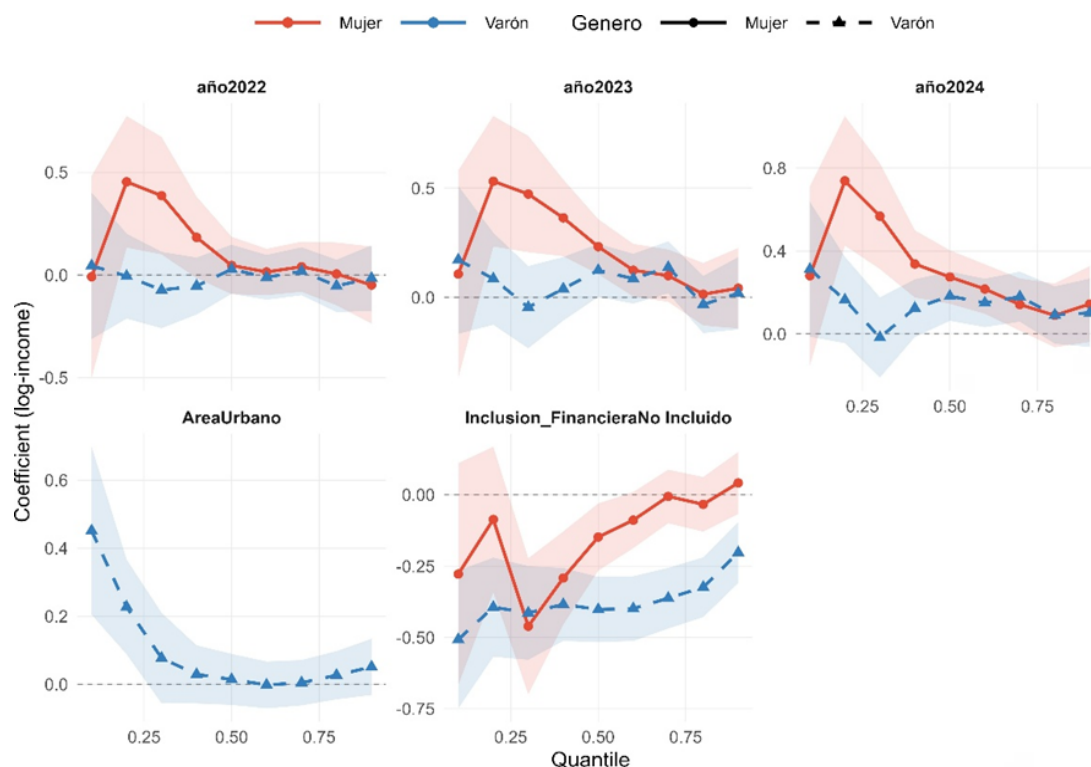 Mujer Varón Genero Mujer Varón
año2022 año2023 año2024
0.5
0.0
-0.5
0.5
0.0
0.8
0.4
0.0
0.25 0.50 0.75
Coefficient (log-income)
AreaUrbano Inclusion_FinancieraNo Incluido
0.6
0.4
0.2
0.0
0.00
-0.25
-0.50
-0.75
0.25 0.50 0.75 0.25 0.50 0.75
Quantile